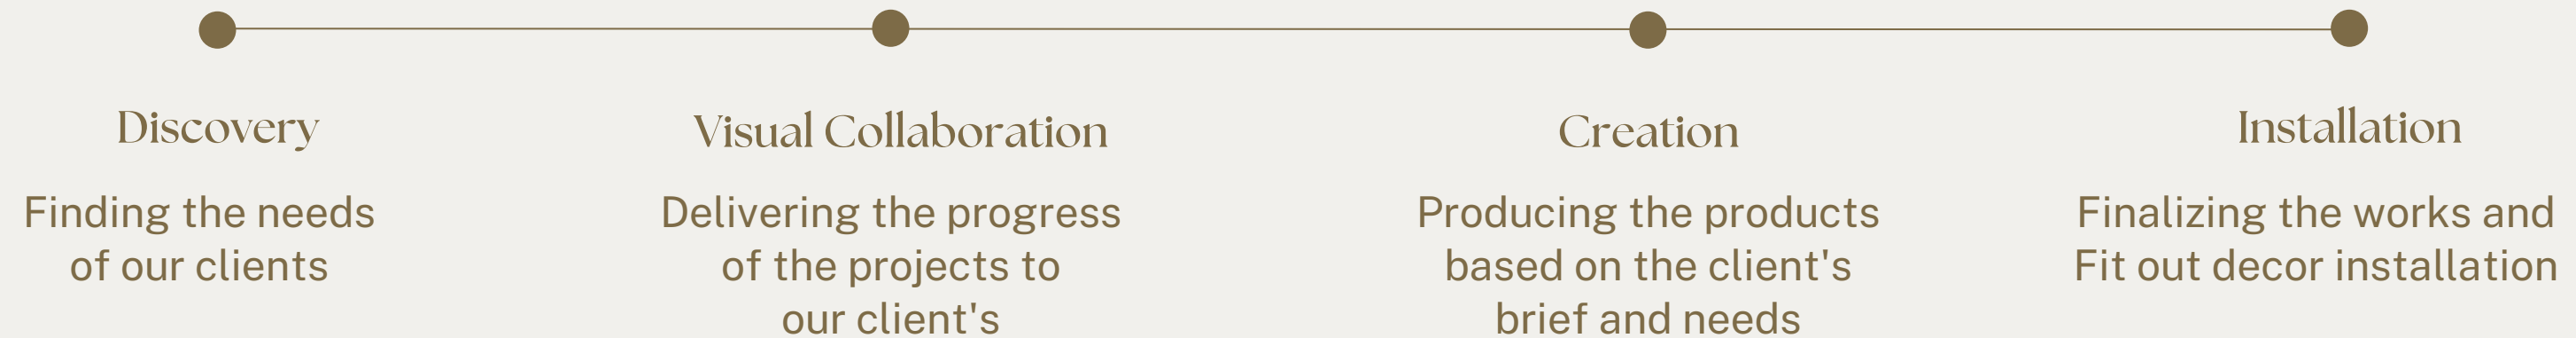 Discovery
Finding the needs
of our clients
Visual Collaboration
Delivering the progress
of the projects to
our client's
Creation
Producing the products
based on the client's
brief and needs
Installation
Finalizing the works and
Fit out decor installation